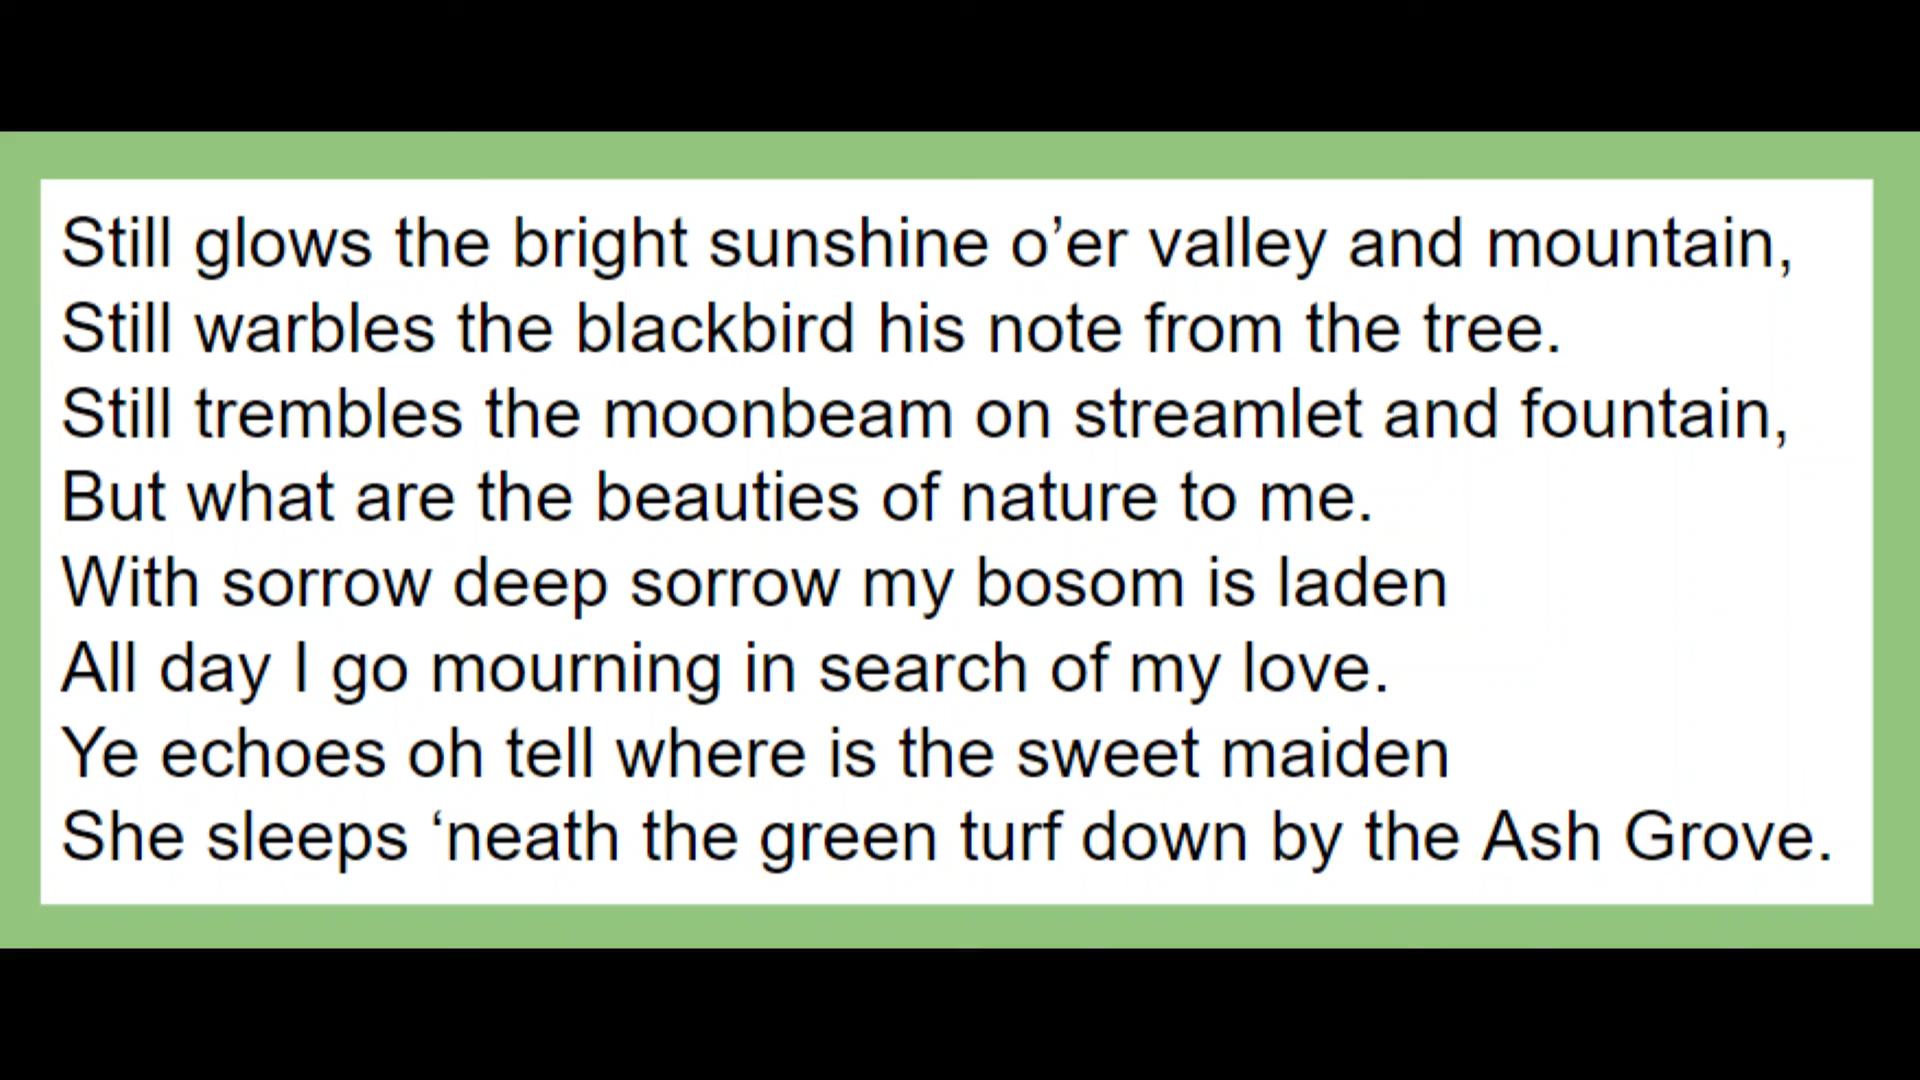 Still glows the bright sunshine o’er valley and mountain,
Still warbles the blackbird his note from the tree.
Still trembles the moonbeam on streamlet and fountain,
But what are the beauties of nature to me.
With sorrow deep sorrow my bosom is laden
All day I go mourning in search of my love.
Ye echoes oh tell where is the sweet maiden
She sleeps ‘neath the green turf down by the Ash Grove.